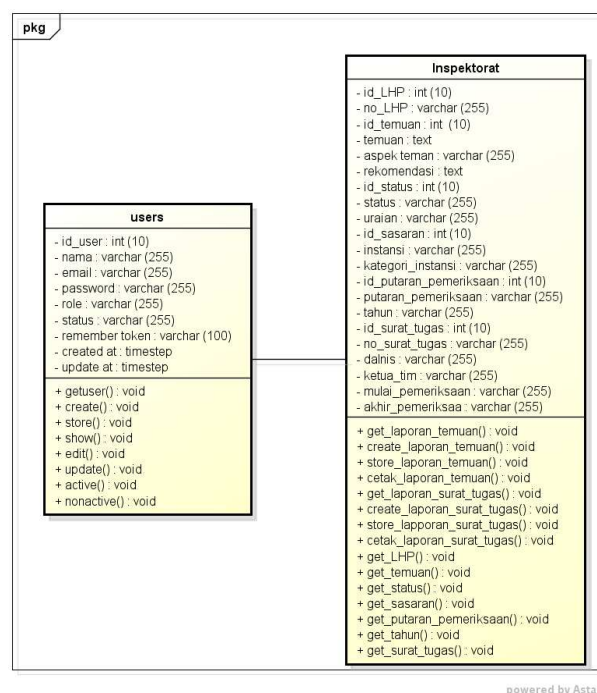 pkg
users
- id_user : int (10)
- nama : varchar (255)
- email : varchar (255)
- password : varchar (255)
- role : varchar (255)
- status : varchar (255)
- remember token : varchar (100)
- created at : timestep
- update at : timestep
+ getuser() : void
+ create() : void
+ store() : void
+ show() : void
+ edit() : void
+ update() : void
+ active() : void
+ nonactive() : void
Inspektorat
- id_LHP : int (10)
- no_LHP : varchar (255)
- id_temuan : int (10)
- temuan : text
- aspek teman : varchar (255)
- rekomendasi : text
- id_status : int (10)
- status : varchar (255)
- uraian : varchar (255)
- id_sasaran : int (10)
- instansi : varchar (255)
- kategori_instansi : varchar (255)
- id_putaran_pemeriksaan : int (10)
- putaran_pemeriksaan : varchar (255)
- tahun : varchar (255)
- id_surat_tugas : int (10)
- no_surat_tugas : varchar (255)
- dalnis : varchar (255)
- ketua_tim : varchar (255)
- mulai_pemeriksaan : varchar (255)
- akhir_pemeriksaa : varchar (255)
+ get_laporan_temuan() : void
+ create_laporan_temuan() : void
+ store_laporan_temuan() : void
+ cetak_laporan_temuan() : void
+ get_laporan_surat_tugas() : void
+ create_laporan_surat_tugas() : void
+ store_lapporan_surat_tugas() : void
+ cetak_laporan_surat_tugas() : void
+ get_LHP() : void
+ get_temuan() : void
+ get_status() : void
+ get_sasaran() : void
+ get_putaran_pemeriksaan() : void
+ get_tahun() : void
+ get_surat_tugas() : void
powered by Asta